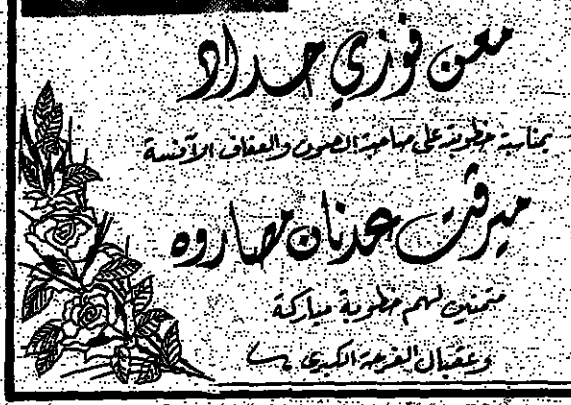 معن فوزي حداد
بمناسبة خطوبته على صاحبة الصون والعفاف الآنسة
ميرفت عدنان مصاروه
متمنين لهم خطوبة مباركة
وعقبال الفرحة الكبرى